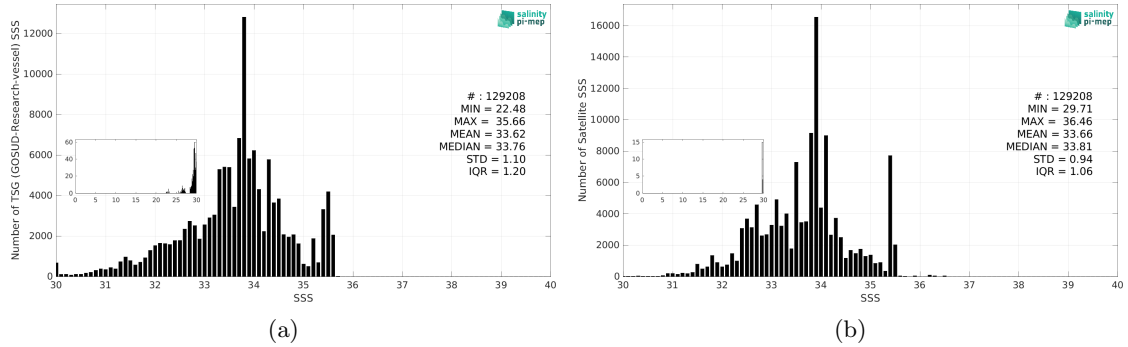 Number of TSG (GOSUD-Research-vessel) SSS
12000
10000
8000
6000
4000
2000
0
60
40
20
0
0 5 10 15 20 25 30
30 31 32 33 34 35 36 37 38 39 40
SSS
salinity
pi-mep
# : 129208
MIN = 22.48
MAX = 35.66
MEAN = 33.62
MEDIAN = 33.76
STD = 1.10
IQR = 1.20
(a)
Number of Satellite SSS
16000
14000
12000
10000
8000
6000
4000
2000
0
15
10
5
0
0 5 10 15 20 25 30
30 31 32 33 34 35 36 37 38 39 40
SSS
salinity
pi-mep
# : 129208
MIN = 29.71
MAX = 36.46
MEAN = 33.66
MEDIAN = 33.81
STD = 0.94
IQR = 1.06
(b)